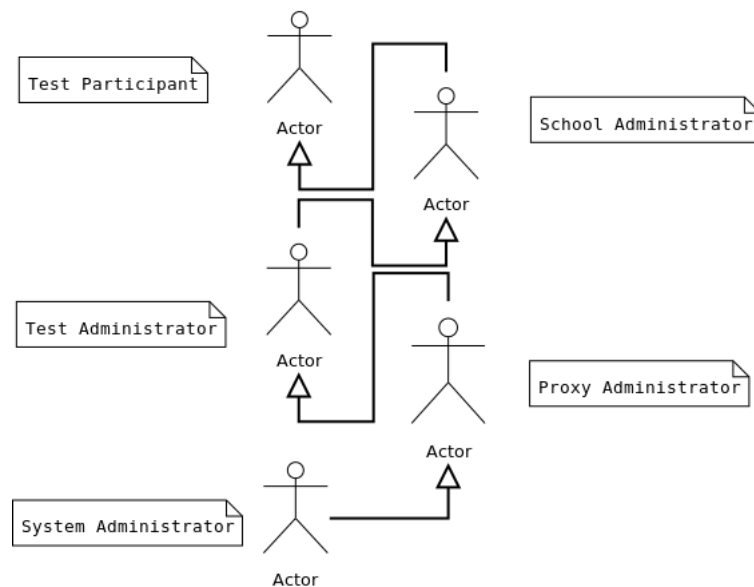 Test Participant
Actor
School Administrator
Actor
Test Administrator
Actor
Proxy Administrator
Actor
System Administrator
Actor